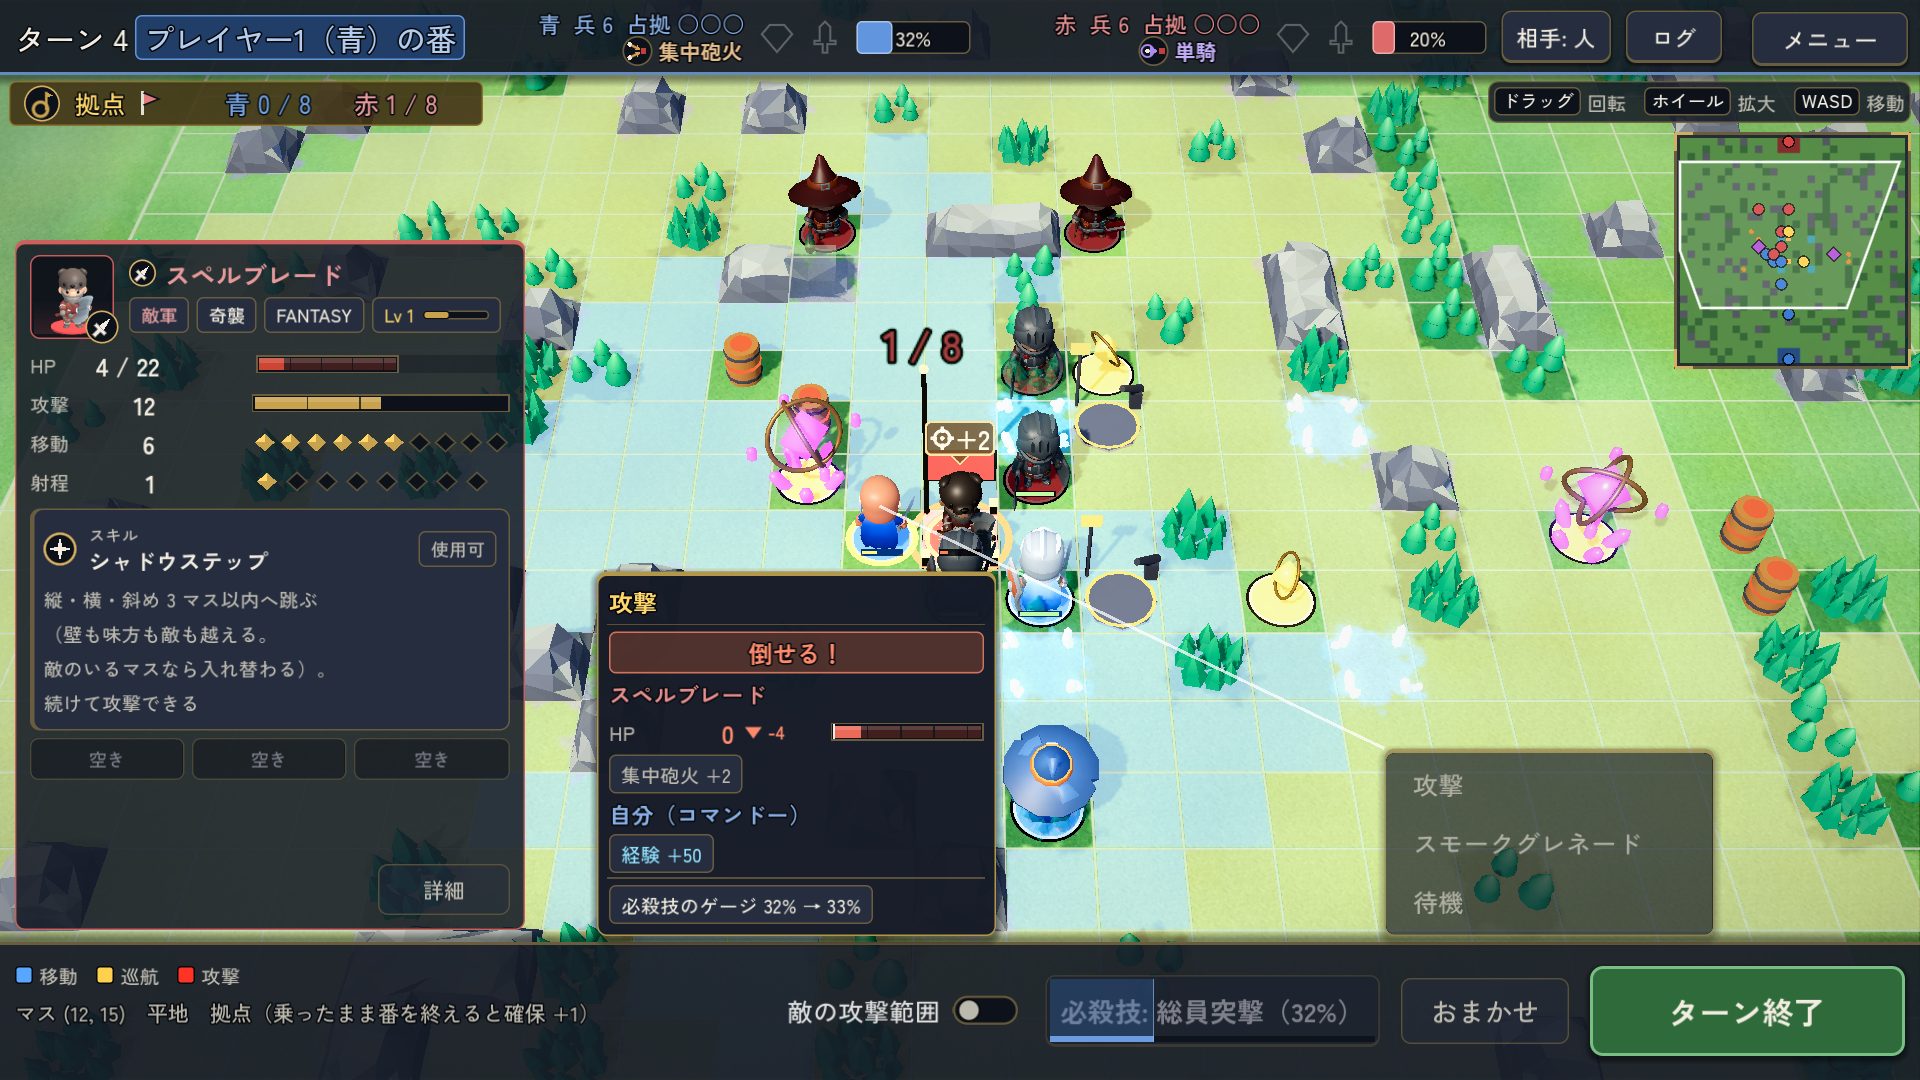 ターン 4 プレイヤー1（青）の番
青 兵 6 占拠 〇〇〇
集中砲火
32%
赤 兵 6 占拠 〇〇〇
単騎
20%
相手: 人
ログ
メニュー
拠点 青 0 / 8 赤 1 / 8
ドラッグ 回転 ホイール 拡大 WASD 移動
スペルブレード
敵軍 奇襲 FANTASY Lv 1
HP 4 / 22
攻撃 12
移動 6
射程 1
スキル
シャドウステップ
使用可
縦・横・斜め 3 マス以内へ跳ぶ
（壁も味方も敵も越える。
敵のいるマスなら入れ替わる）。
続けて攻撃できる
空き 空き 空き
詳細
1 / 8
+2
攻撃
倒せる！
スペルブレード
HP 0 ▼ -4
集中砲火 +2
自分（コマンドー）
経験 +50
必殺技のゲージ 32% → 33%
攻撃
スモークグレネード
待機
移動 巡航 攻撃
マス (12, 15) 平地 拠点（乗ったまま番を終えると確保 +1）
敵の攻撃範囲
必殺技: 総員突撃（32%）
おまかせ
ターン終了